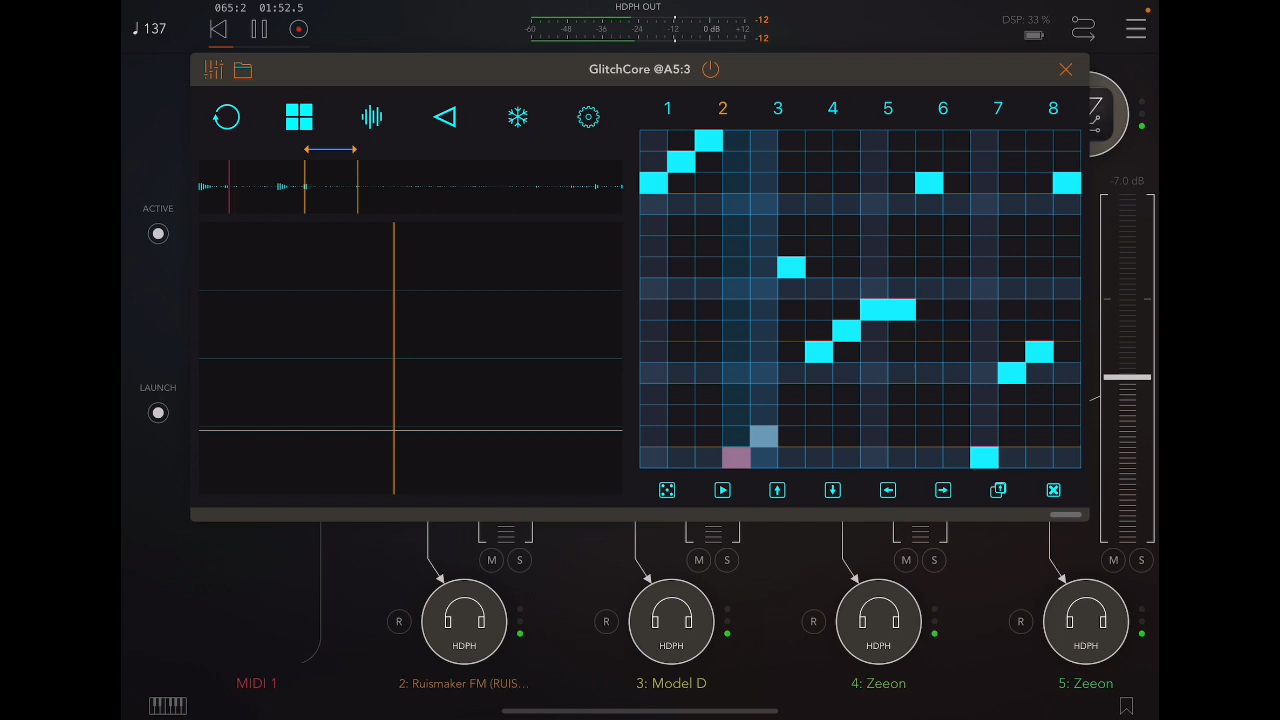 065:2 01:52.5
HDPH OUT
♩ 137
-60 -48 -36 -24 -12 0 dB +12
-12
-12
DSP: 33 %
GlitchCore @A5:3
1 2 3 4 5 6 7 8
-7.0 dB
ACTIVE
LAUNCH
M S M S M S M S
R R R R
HDPH HDPH HDPH HDPH
MIDI 1 2: Ruismaker FM (RUIS... 3: Model D 4: Zeeon 5: Zeeon